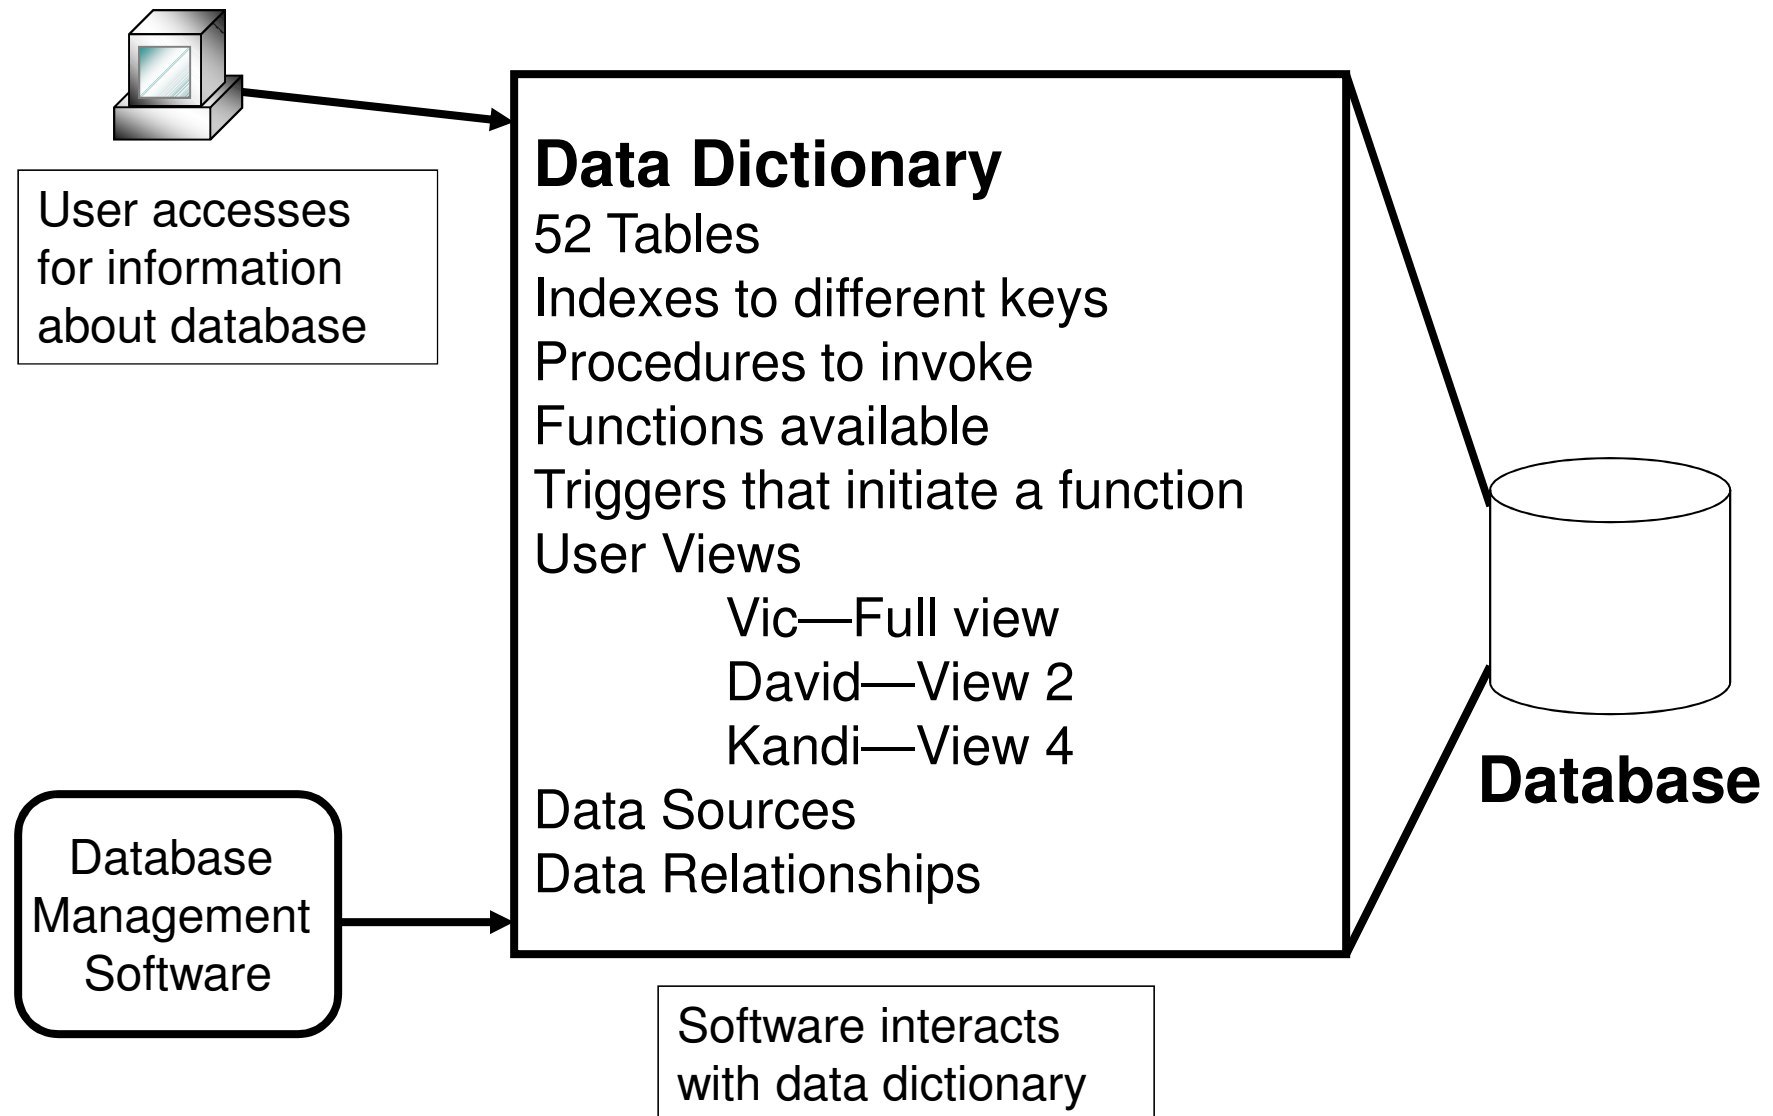 User accesses
for information
about database
Data Dictionary
52 Tables
Indexes to different keys
Procedures to invoke
Functions available
Triggers that initiate a function
User Views
Vic—Full view
David—View 2
Kandi—View 4
Data Sources
Data Relationships
Database
Database
Management
Software
Software interacts
with data dictionary